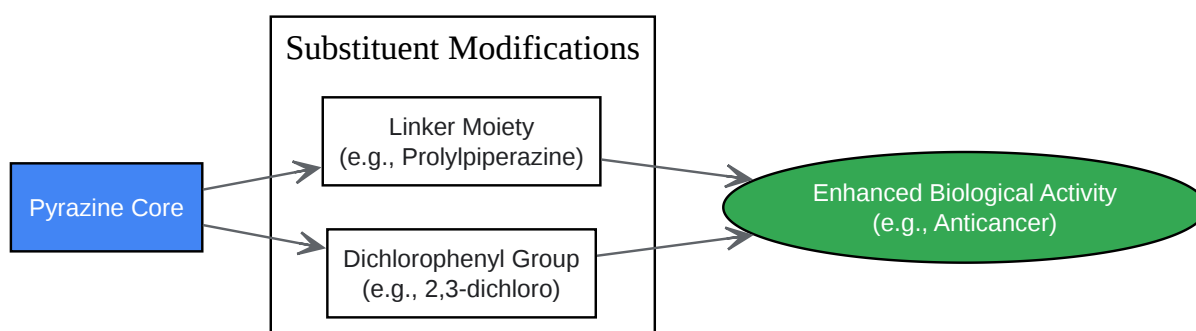 Substituent Modifications
Pyrazine Core
Linker Moiety
(e.g., Prolylpiperazine)
Dichlorophenyl Group
(e.g., 2,3-dichloro)
Enhanced Biological Activity
(e.g., Anticancer)